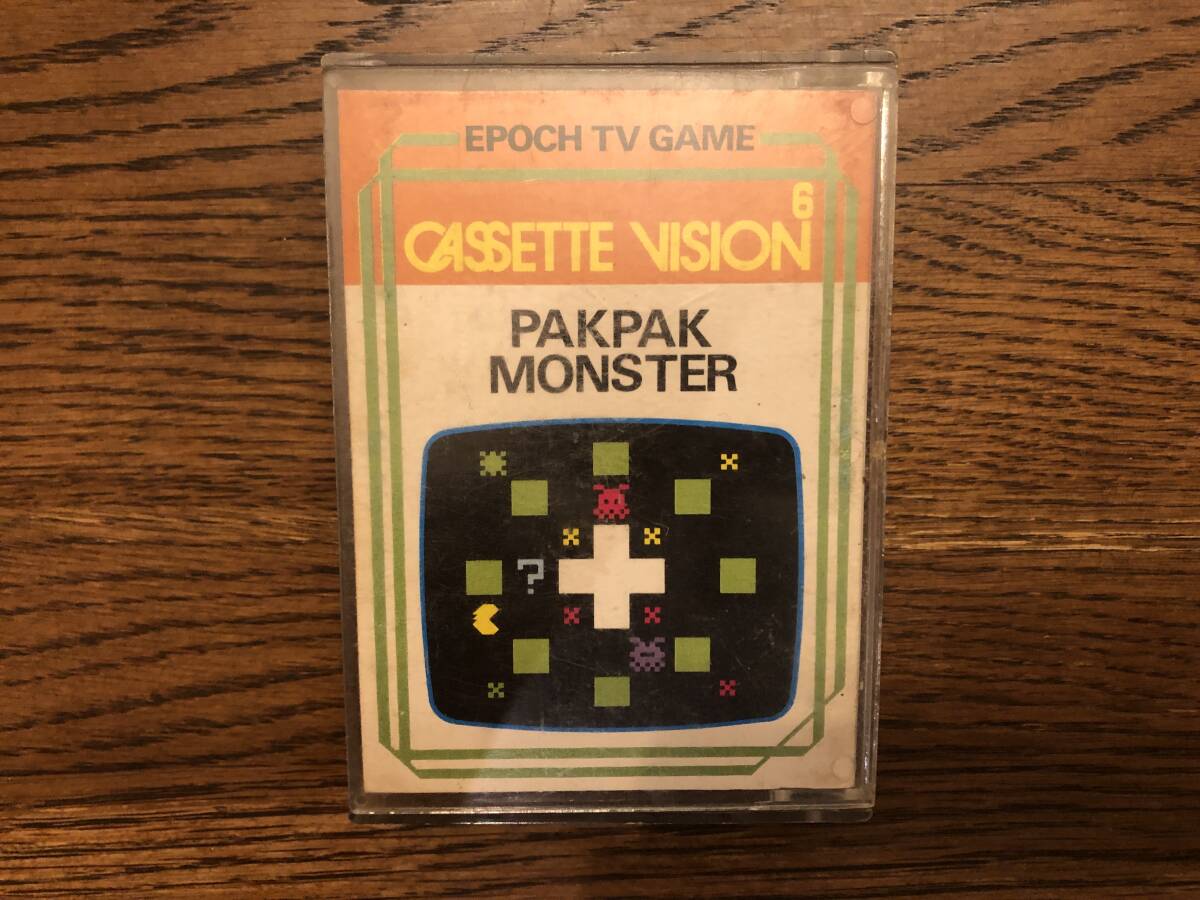 EPOCH TV GAME
6
CASSETTE VISION
PAKPAK
MONSTER
?